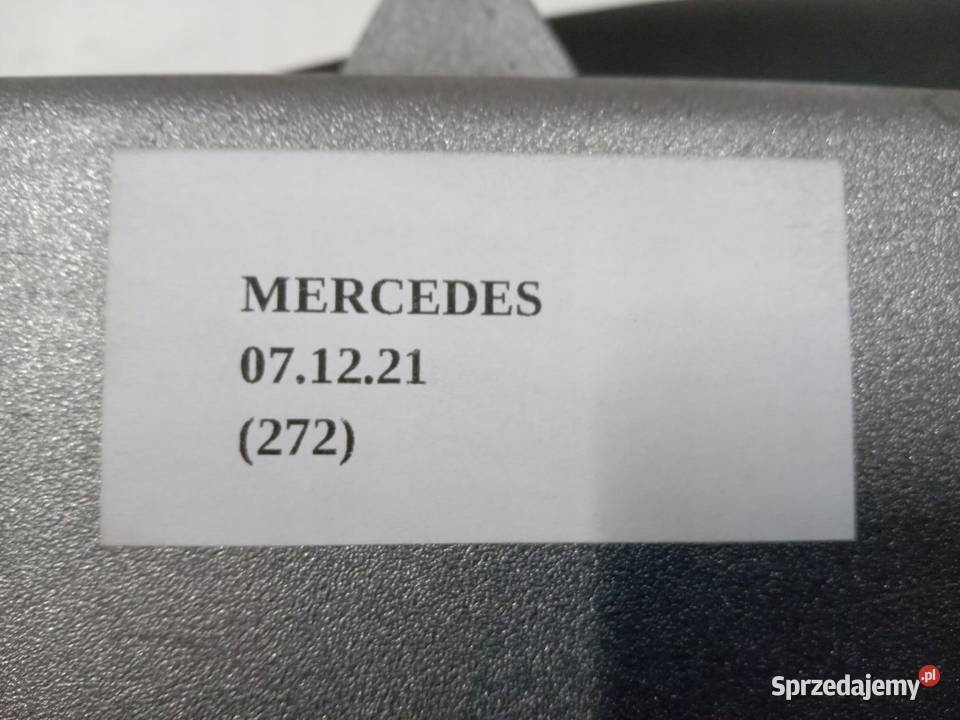 MERCEDES
07.12.21
(272)
Sprzedajemy.pl